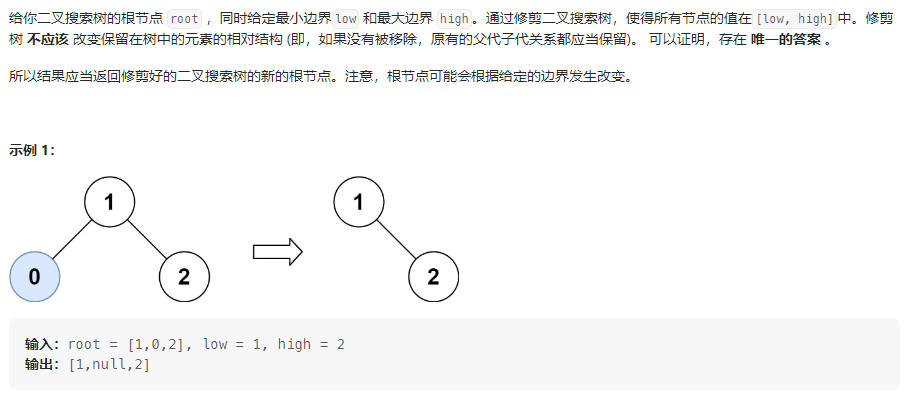 给你二叉搜索树的根节点 root ，同时给定最小边界low 和最大边界 high。通过修剪二叉搜索树，使得所有节点的值在[low, high]中。修剪
树 不应该 改变保留在树中的元素的相对结构 (即，如果没有被移除，原有的父代子代关系都应当保留)。 可以证明，存在 唯一的答案 。
所以结果应当返回修剪好的二叉搜索树的新的根节点。注意，根节点可能会根据给定的边界发生改变。
示例 1：
1 1
0 2 2
输入：root = [1,0,2], low = 1, high = 2
输出：[1,null,2]